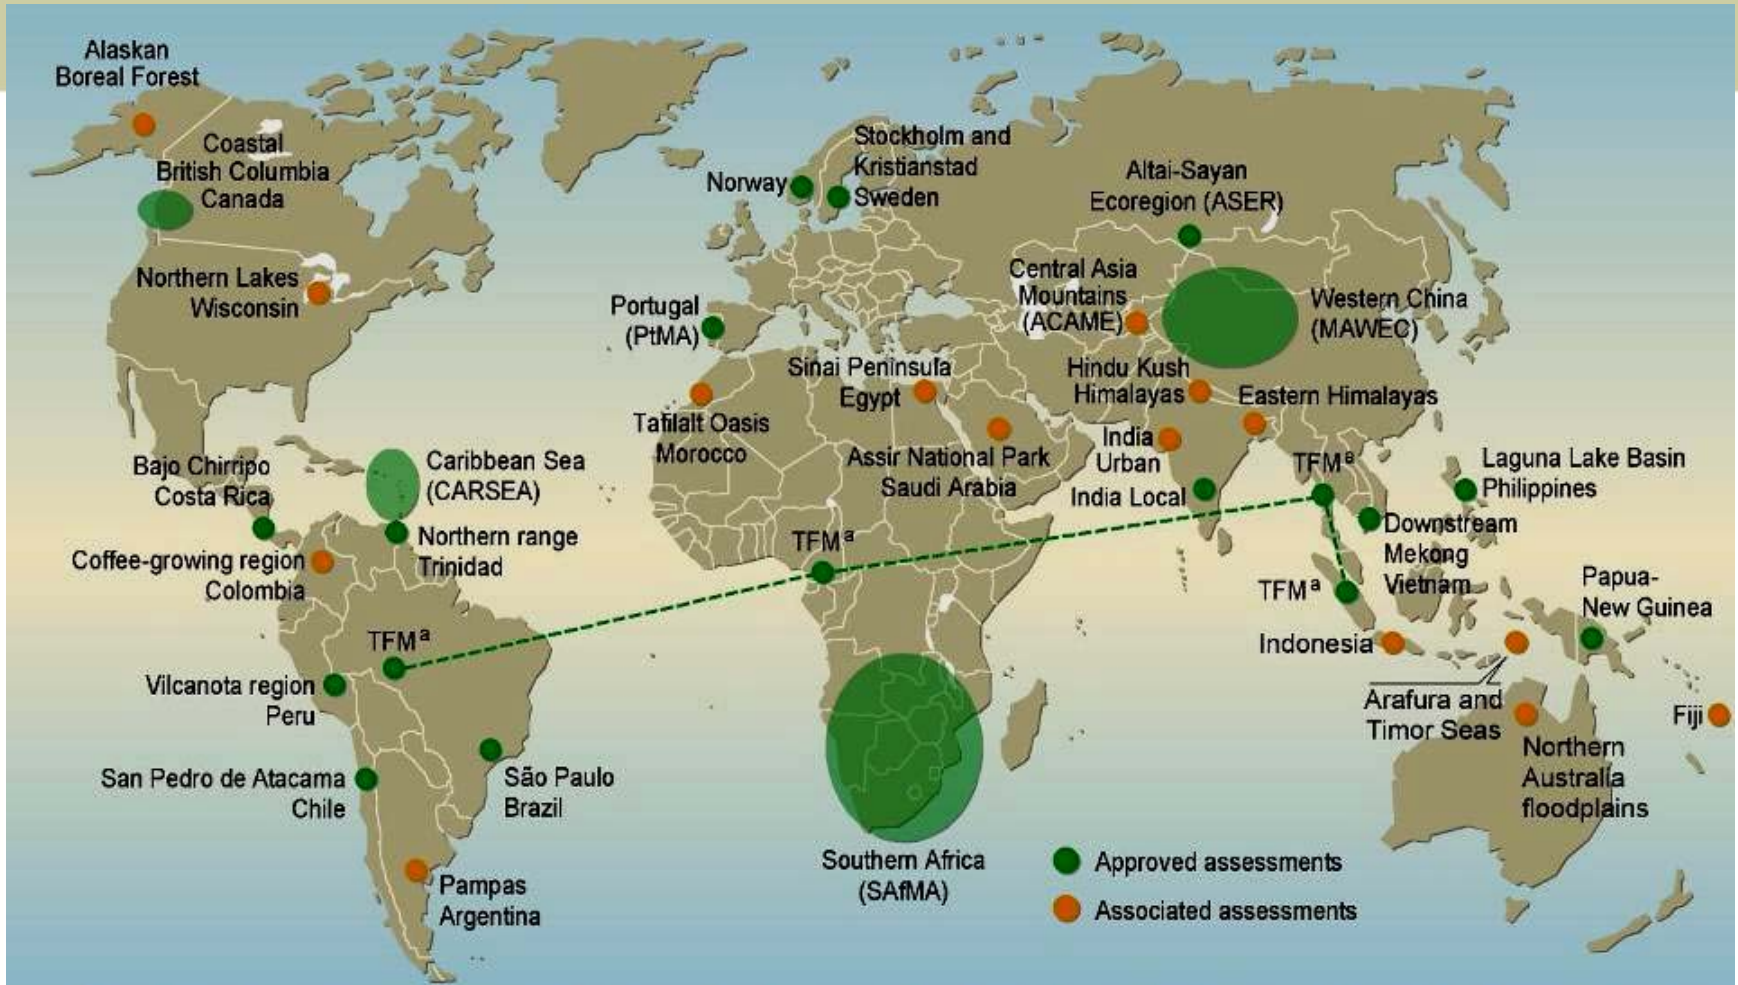 Alaskan
Boreal Forest
Coastal
British Columbia
Canada
Northern Lakes
Wisconsin
Bajo Chirripo
Costa Rica
Caribbean Sea
(CARSEA)
Northern range
Trinidad
Coffee-growing region
Colombia
TFM a
Vilcanota region
Peru
San Pedro de Atacama
Chile
São Paulo
Brazil
Pampas
Argentina
Norway
Stockholm and
Kristianstad
Sweden
Portugal
(PtMA)
Tafilalt Oasis
Morocco
Sinai Peninsula
Egypt
Assir National Park
Saudi Arabia
TFM a
Southern Africa
(SAfMA)
Altai-Sayan
Ecoregion (ASER)
Central Asia
Mountains
(ACAME)
Western China
(MAWEC)
Hindu Kush
Himalayas
Eastern Himalayas
India
Urban
India Local
TFM a
Laguna Lake Basin
Philippines
Downstream
Mekong
Vietnam
TFM a
Papua-
New Guinea
Indonesia
Arafura and
Timor Seas
Fiji
Northern
Australia
floodplains
Approved assessments
Associated assessments